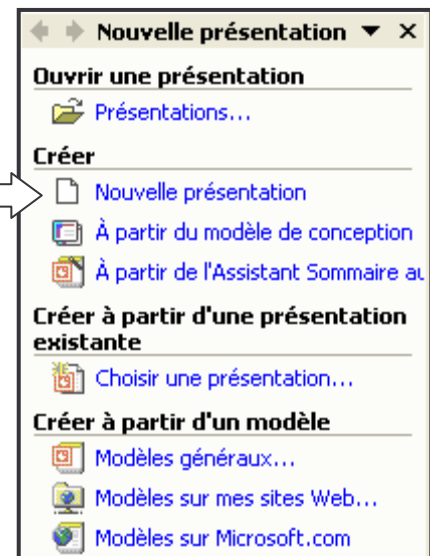 Nouvelle présentation
Ouvrir une présentation
Présentations...
Créer
Nouvelle présentation
À partir du modèle de conception
À partir de l'Assistant Sommaire au
Créer à partir d'une présentation
existante
Choisir une présentation...
Créer à partir d'un modèle
Modèles généraux...
Modèles sur mes sites Web...
Modèles sur Microsoft.com